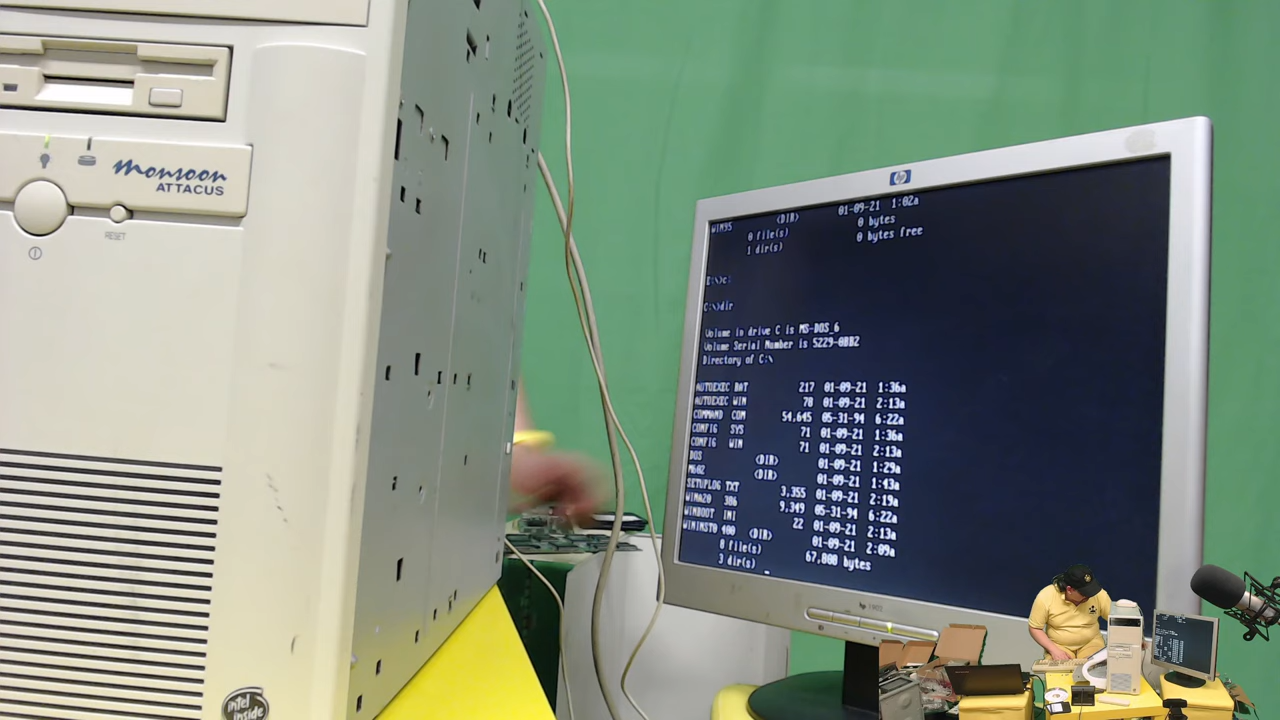 Monsoon
ATTACUS
RESET
intel
inside
hp
WIN95 <DIR> 01-09-21 1:02a
0 file(s) 0 bytes
1 dir(s) 0 bytes free
C:\>dir
Volume in drive C is MS-DOS_6
Volume Serial Number is 5229-0BB2
Directory of C:\
AUTOEXEC BAT 217 01-09-21 1:36a
AUTOEXEC WIN 78 01-09-21 2:13a
COMMAND COM 54,645 05-31-94 6:22a
CONFIG SYS 71 01-09-21 1:36a
CONFIG WIN 71 01-09-21 2:13a
DOS <DIR> 01-09-21 1:29a
<DIR> 01-09-21 1:43a
SETUPLOG TXT 3,355 01-09-21 2:19a
WINA20 386 9,349 05-31-94 6:22a
WINBOOT INI 22 01-09-21 2:13a
WININST0 400 <DIR> 01-09-21 2:09a
8 file(s) 67,808 bytes
3 dir(s)
hp